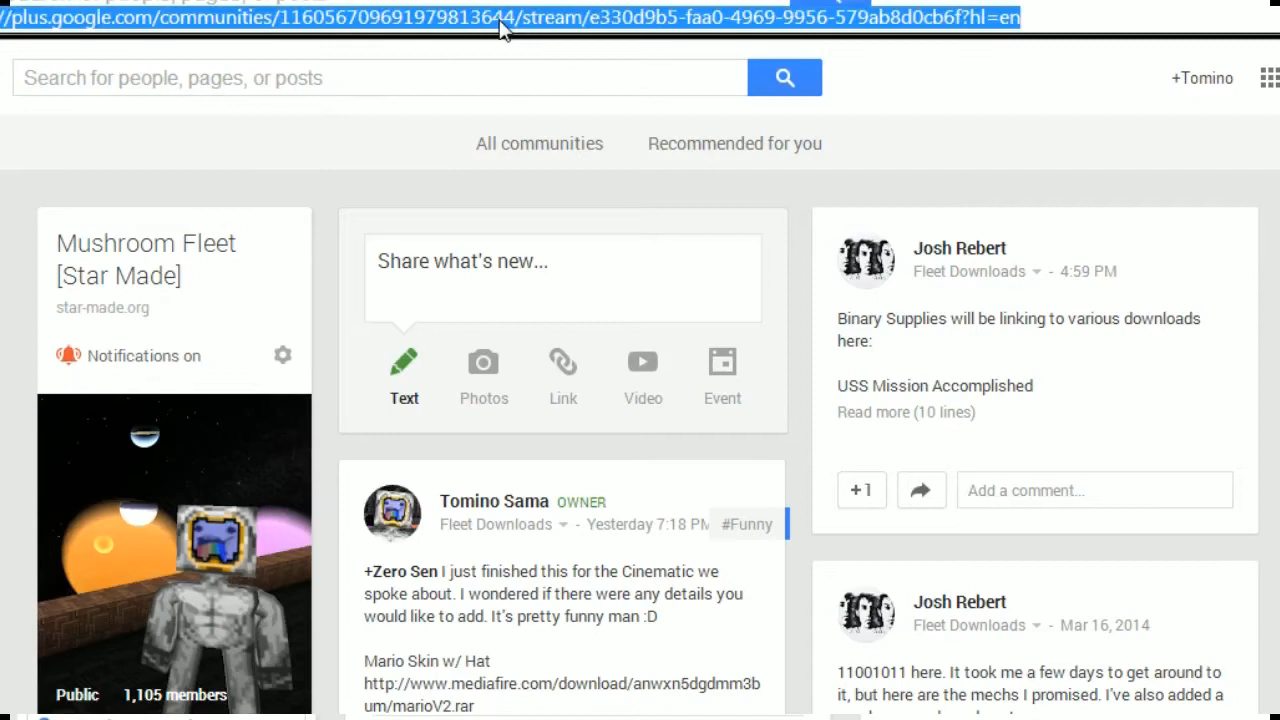 //plus.google.com/communities/116056709691979813644/stream/e330d9b5-faa0-4969-9956-579ab8d0cb6f?hl=en
Search for people, pages, or posts
+Tomino
All communities
Recommended for you
Mushroom Fleet
[Star Made]
star-made.org
Notifications on
Public 1,105 members
Share what's new...
Text Photos Link Video Event
Tomino Sama OWNER
Fleet Downloads - Yesterday 7:18 PM #Funny
+Zero Sen I just finished this for the Cinematic we
spoke about. I wondered if there were any details you
would like to add. It's pretty funny man :D
Mario Skin w/ Hat
http://www.mediafire.com/download/anwxn5dgdmm3b
um/marioV2.rar
Josh Rebert
Fleet Downloads - 4:59 PM
Binary Supplies will be linking to various downloads
here:
USS Mission Accomplished
Read more (10 lines)
+1 Add a comment...
Josh Rebert
Fleet Downloads - Mar 16, 2014
11001011 here. It took me a few days to get around to
it, but here are the mechs I promised. I've also added a